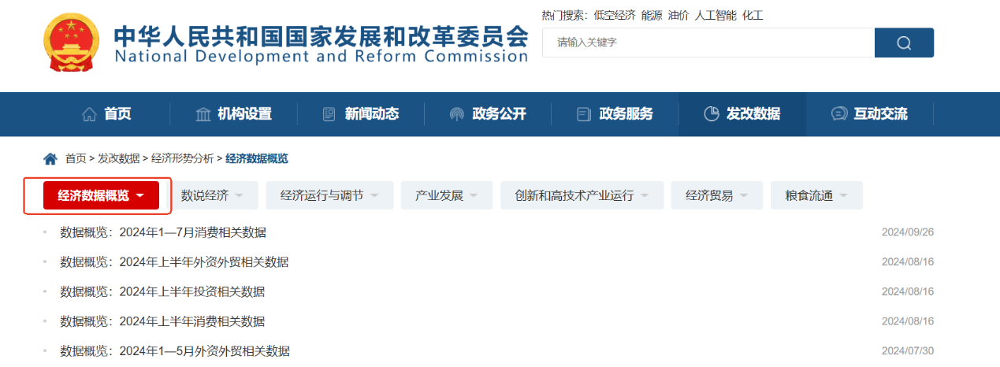 热门搜索：低空经济 能源 油价 人工智能 化工
中华人民共和国国家发展和改革委员会
National Development and Reform Commission
请输入关键字
首页 机构设置 新闻动态 政务公开 政务服务 发改数据 互动交流
首页 > 发改数据 > 经济形势分析 > 经济数据概览
经济数据概览 数说经济 经济运行与调节 产业发展 创新和高技术产业运行 经济贸易 粮食流通
数据概览：2024年1—7月消费相关数据 2024/09/26
数据概览：2024年上半年外资外贸相关数据 2024/08/16
数据概览：2024年上半年投资相关数据 2024/08/16
数据概览：2024年上半年消费相关数据 2024/08/16
数据概览：2024年1—5月外资外贸相关数据 2024/07/30